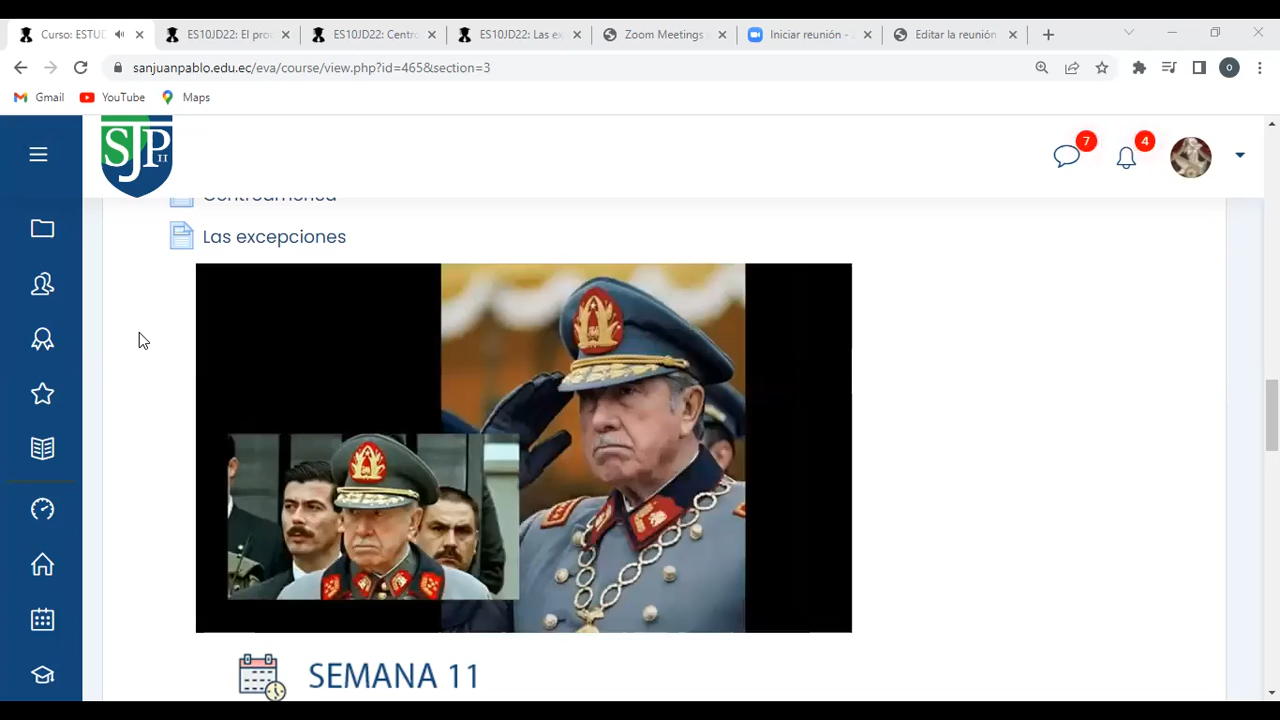 Curso: ESTUD
ES10JD22: El pro
ES10JD22: Centro
ES10JD22: Las ex
Zoom Meetings
Iniciar reunión -
Editar la reunión
sanjuanpablo.edu.ec/eva/course/view.php?id=465&section=3
O
Gmail
YouTube
Maps
SJP
II
7
4
Centroamérica
Las excepciones
SEMANA 11